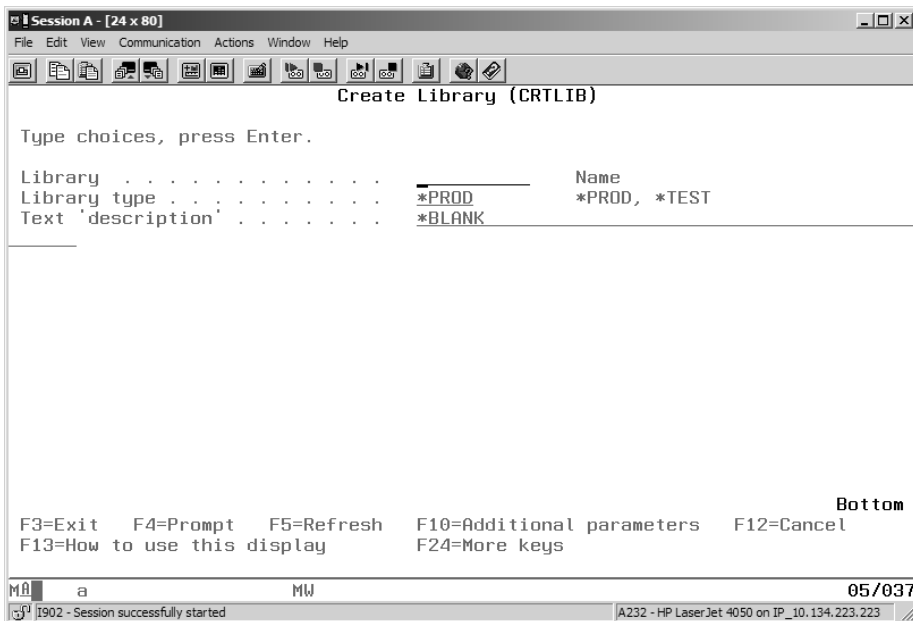 Session A - [24 x 80]
File Edit View Communication Actions Window Help
Create Library (CRTLIB)
Type choices, press Enter.
Library . . . . . . . . . . . . Name
Library type . . . . . . . . . . *PROD *PROD, *TEST
Text 'description' . . . . . . . *BLANK
Bottom
F3=Exit F4=Prompt F5=Refresh F10=Additional parameters F12=Cancel
F13=How to use this display F24=More keys
MA a MW 05/037
I902 - Session successfully started A232 - HP LaserJet 4050 on IP_10.134.223.223